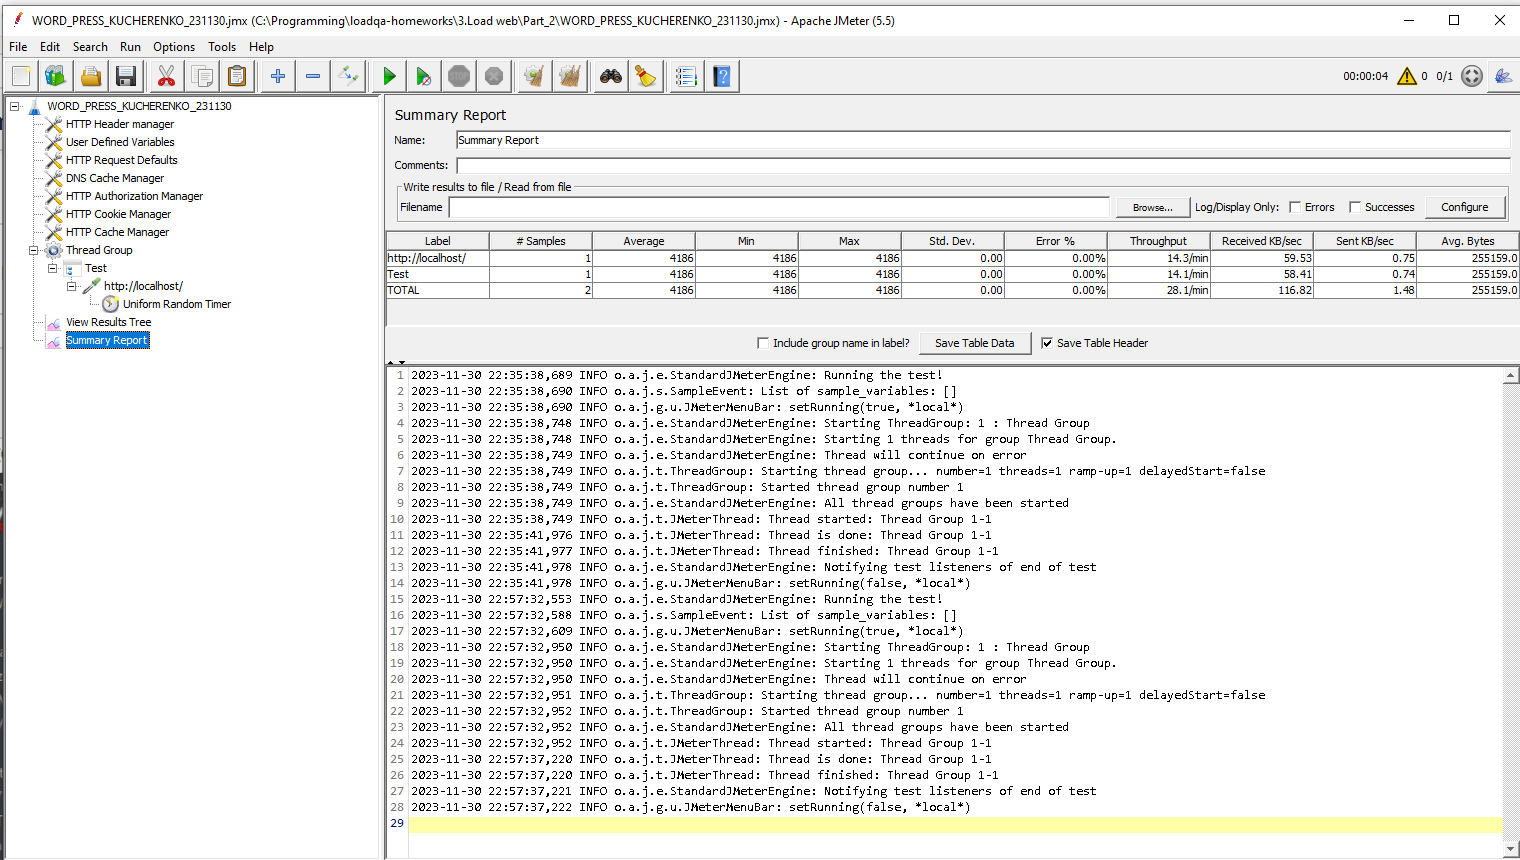 WORD_PRESS_KUCHERENKO_231130.jmx (C:\Programming\loadqa-homeworks\3.Load web\Part_2\WORD_PRESS_KUCHERENKO_231130.jmx) - Apache JMeter (5.5)
File Edit Search Run Options Tools Help
00:00:04 0 0/1
WORD_PRESS_KUCHERENKO_231130
HTTP Header manager
User Defined Variables
HTTP Request Defaults
DNS Cache Manager
HTTP Authorization Manager
HTTP Cookie Manager
HTTP Cache Manager
Thread Group
Test
http://localhost/
Uniform Random Timer
View Results Tree
Summary Report
Summary Report
Name: Summary Report
Comments:
Write results to file / Read from file
Filename Browse... Log/Display Only: Errors Successes Configure
Label # Samples Average Min Max Std. Dev. Error % Throughput Received KB/sec Sent KB/sec Avg. Bytes
http://localhost/ 1 4186 4186 4186 0.00 0.00% 14.3/min 59.53 0.75 255159.0
Test 1 4186 4186 4186 0.00 0.00% 14.1/min 58.41 0.74 255159.0
TOTAL 2 4186 4186 4186 0.00 0.00% 28.1/min 116.82 1.48 255159.0
Include group name in label? Save Table Data Save Table Header
1 2023-11-30 22:35:38,689 INFO o.a.j.e.StandardJMeterEngine: Running the test!
2 2023-11-30 22:35:38,690 INFO o.a.j.s.SampleEvent: List of sample_variables: []
3 2023-11-30 22:35:38,690 INFO o.a.j.g.u.JMeterMenuBar: setRunning(true, *local*)
4 2023-11-30 22:35:38,748 INFO o.a.j.e.StandardJMeterEngine: Starting ThreadGroup: 1 : Thread Group
5 2023-11-30 22:35:38,748 INFO o.a.j.e.StandardJMeterEngine: Starting 1 threads for group Thread Group.
6 2023-11-30 22:35:38,749 INFO o.a.j.e.StandardJMeterEngine: Thread will continue on error
7 2023-11-30 22:35:38,749 INFO o.a.j.t.ThreadGroup: Starting thread group... number=1 threads=1 ramp-up=1 delayedStart=false
8 2023-11-30 22:35:38,749 INFO o.a.j.t.ThreadGroup: Started thread group number 1
9 2023-11-30 22:35:38,749 INFO o.a.j.e.StandardJMeterEngine: All thread groups have been started
10 2023-11-30 22:35:38,749 INFO o.a.j.t.JMeterThread: Thread started: Thread Group 1-1
11 2023-11-30 22:35:41,976 INFO o.a.j.t.JMeterThread: Thread is done: Thread Group 1-1
12 2023-11-30 22:35:41,977 INFO o.a.j.t.JMeterThread: Thread finished: Thread Group 1-1
13 2023-11-30 22:35:41,978 INFO o.a.j.e.StandardJMeterEngine: Notifying test listeners of end of test
14 2023-11-30 22:35:41,978 INFO o.a.j.g.u.JMeterMenuBar: setRunning(false, *local*)
15 2023-11-30 22:57:32,553 INFO o.a.j.e.StandardJMeterEngine: Running the test!
16 2023-11-30 22:57:32,588 INFO o.a.j.s.SampleEvent: List of sample_variables: []
17 2023-11-30 22:57:32,609 INFO o.a.j.g.u.JMeterMenuBar: setRunning(true, *local*)
18 2023-11-30 22:57:32,950 INFO o.a.j.e.StandardJMeterEngine: Starting ThreadGroup: 1 : Thread Group
19 2023-11-30 22:57:32,950 INFO o.a.j.e.StandardJMeterEngine: Starting 1 threads for group Thread Group.
20 2023-11-30 22:57:32,950 INFO o.a.j.e.StandardJMeterEngine: Thread will continue on error
21 2023-11-30 22:57:32,951 INFO o.a.j.t.ThreadGroup: Starting thread group... number=1 threads=1 ramp-up=1 delayedStart=false
22 2023-11-30 22:57:32,952 INFO o.a.j.t.ThreadGroup: Started thread group number 1
23 2023-11-30 22:57:32,952 INFO o.a.j.e.StandardJMeterEngine: All thread groups have been started
24 2023-11-30 22:57:32,952 INFO o.a.j.t.JMeterThread: Thread started: Thread Group 1-1
25 2023-11-30 22:57:37,220 INFO o.a.j.t.JMeterThread: Thread is done: Thread Group 1-1
26 2023-11-30 22:57:37,220 INFO o.a.j.t.JMeterThread: Thread finished: Thread Group 1-1
27 2023-11-30 22:57:37,221 INFO o.a.j.e.StandardJMeterEngine: Notifying test listeners of end of test
28 2023-11-30 22:57:37,222 INFO o.a.j.g.u.JMeterMenuBar: setRunning(false, *local*)
29